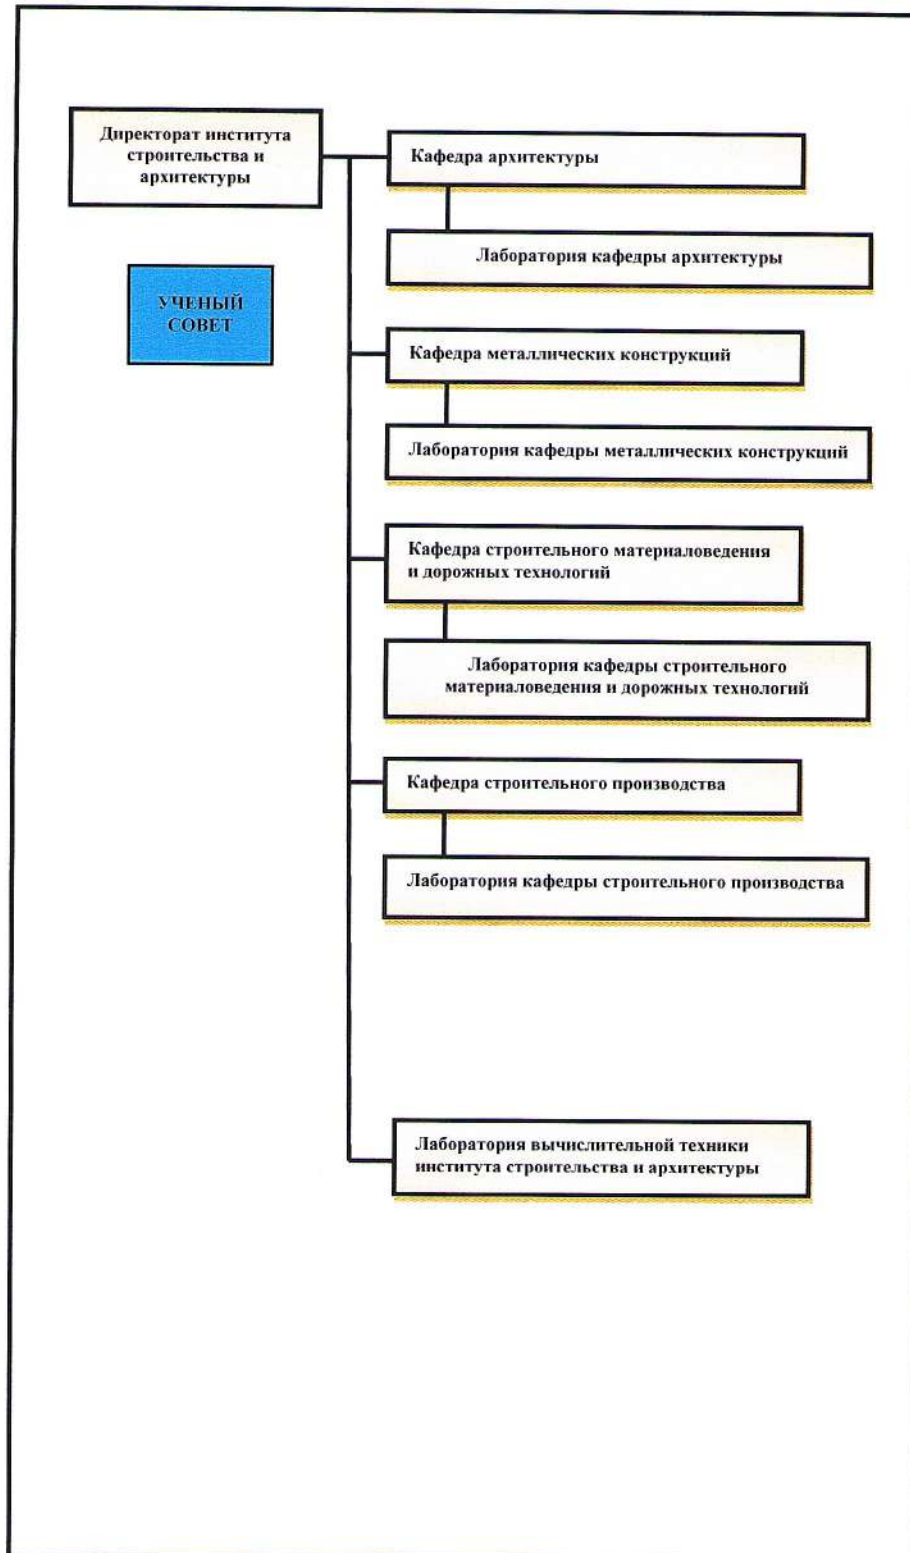 Директорат института
строительства и
архитектуры
УЧЕНЫЙ
СОВЕТ
Кафедра архитектуры
Лаборатория кафедры архитектуры
Кафедра металлических конструкций
Лаборатория кафедры металлических конструкций
Кафедра строительного материаловедения
и дорожных технологий
Лаборатория кафедры строительного
материаловедения и дорожных технологий
Кафедра строительного производства
Лаборатория кафедры строительного производства
Лаборатория вычислительной техники
института строительства и архитектуры